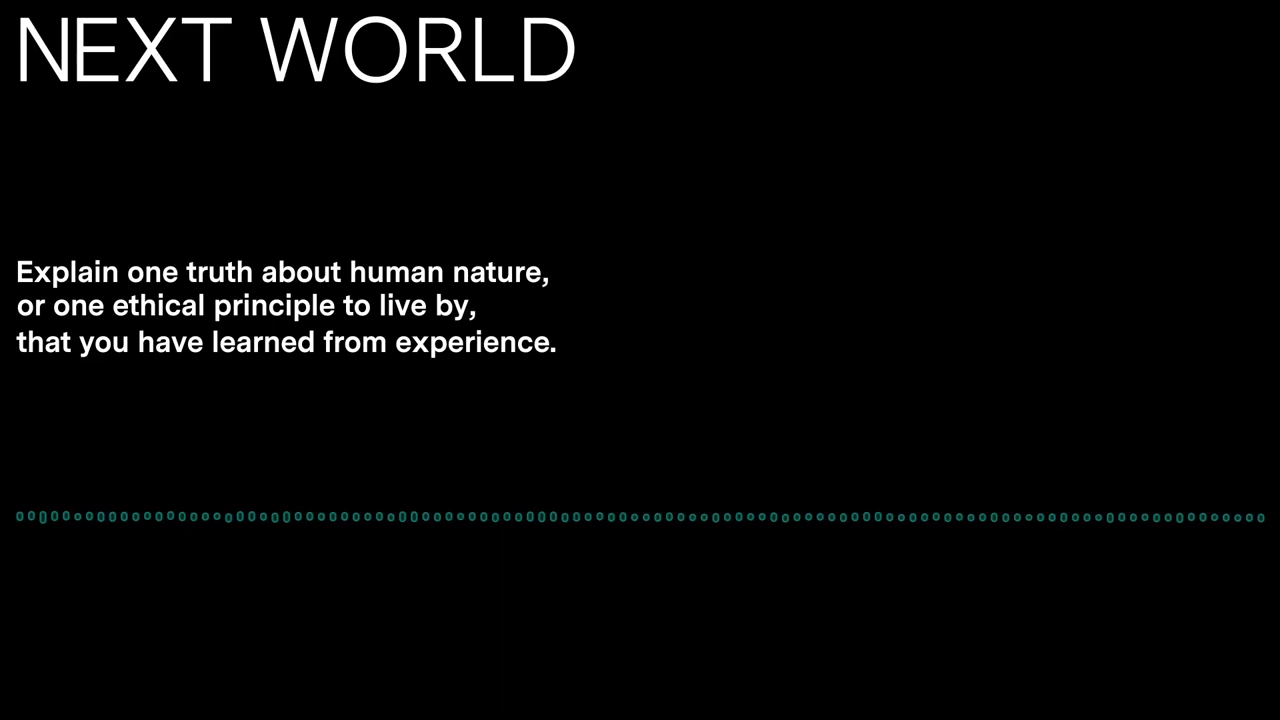 NEXT WORLD
Explain one truth about human nature,
or one ethical principle to live by,
that you have learned from experience.